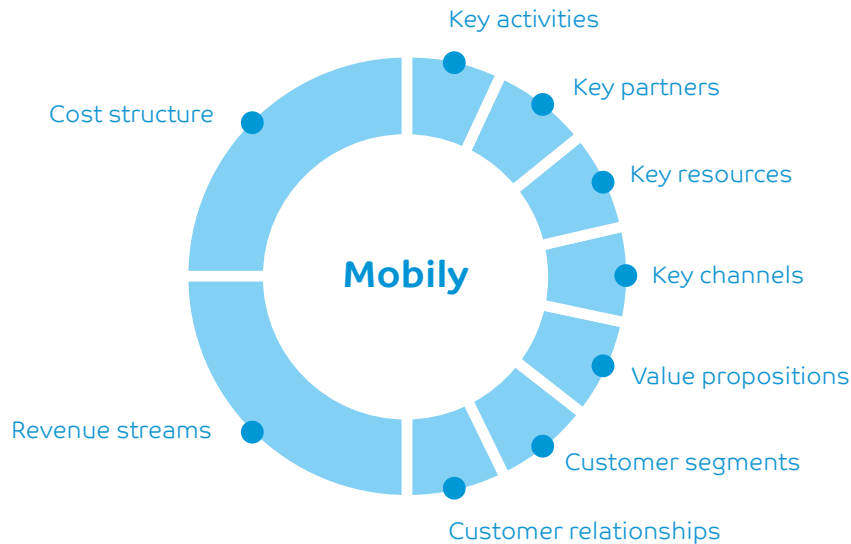 Key activities
Key partners
Cost structure
Key resources
Mobily
Key channels
Value propositions
Revenue streams
Customer segments
Customer relationships